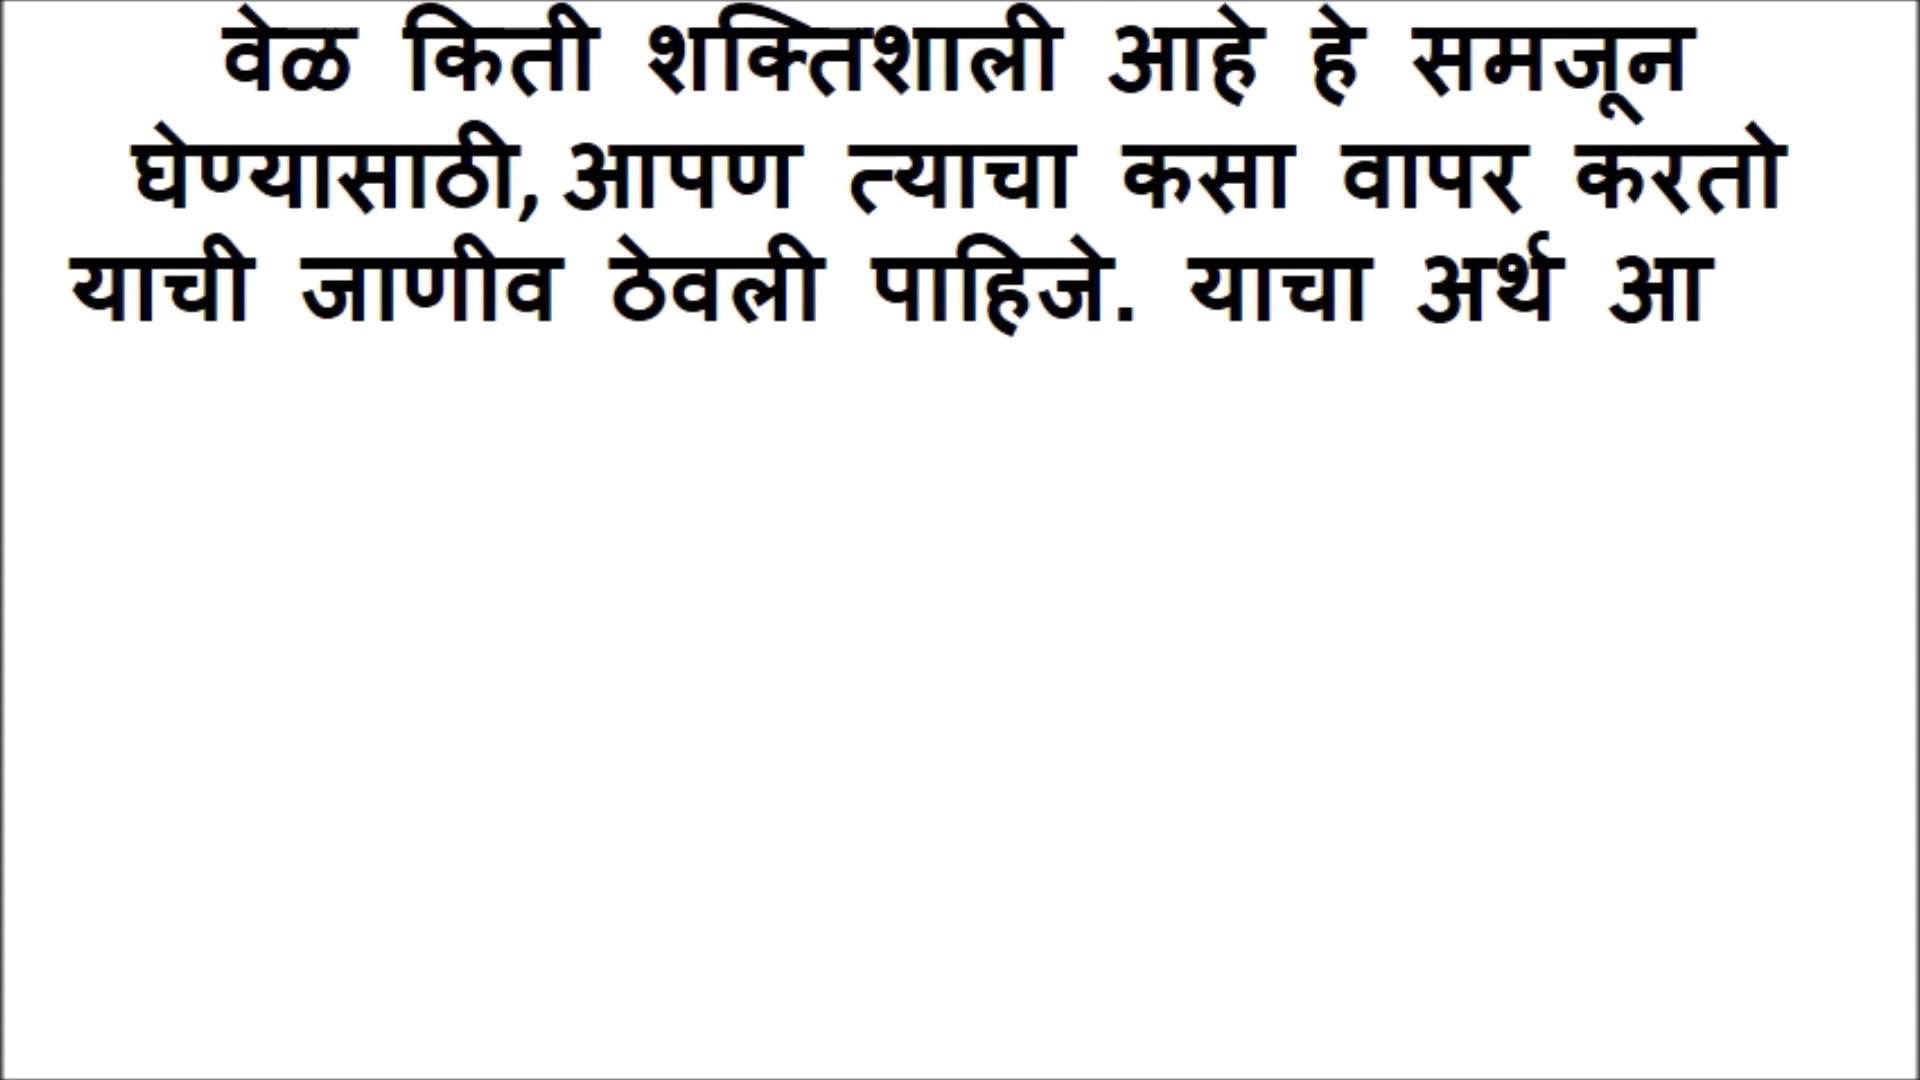 वेळ किती शक्तिशाली आहे हे समजून
घेण्यासाठी, आपण त्याचा कसा वापर करतो
याची जाणीव ठेवली पाहिजे. याचा अर्थ आ